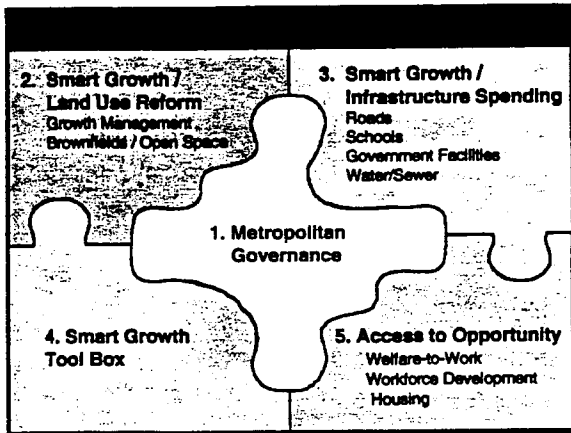 2. Smart Growth /
Land Use Reform
Growth Management
Brownfields / Open Space
3. Smart Growth /
Infrastructure Spending
Roads
Schools
Government Facilities
Water/Sewer
1. Metropolitan
Governance
4. Smart Growth
Tool Box
5. Access to Opportunity
Welfare-to-Work
Workforce Development
Housing